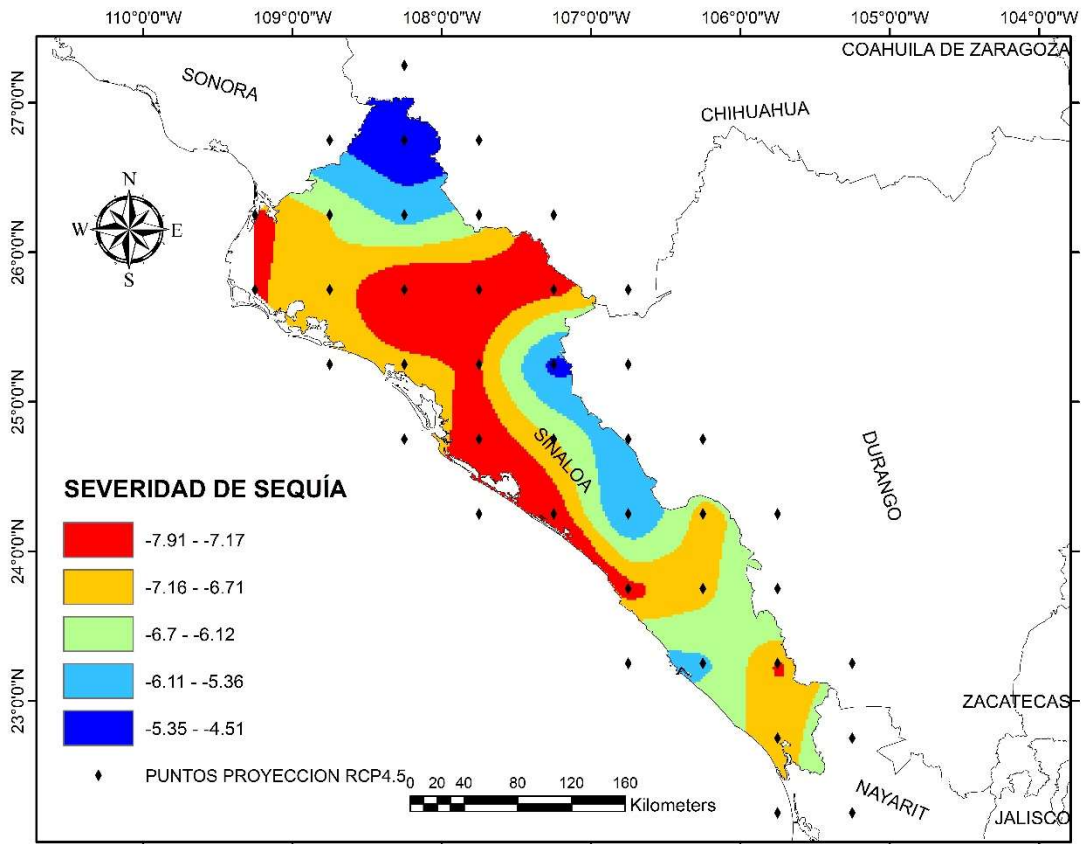 110°0'0"W 109°0'0"W 108°0'0"W 107°0'0"W 106°0'0"W 105°0'0"W 104°0'0"W
27°0'0"N
26°0'0"N
25°0'0"N
24°0'0"N
23°0'0"N
COAHUILA DE ZARAGOZA
SONORA
CHIHUAHUA
N
W E
S
SINALOA
DURANGO
SEVERIDAD DE SEQUÍA
-7.91 - -7.17
-7.16 - -6.71
-6.7 - -6.12
-6.11 - -5.36
-5.35 - -4.51
PUNTOS PROYECCION RCP4.5
0 20 40 80 120 160
Kilometers
ZACATECAS
NAYARIT
JALISCO